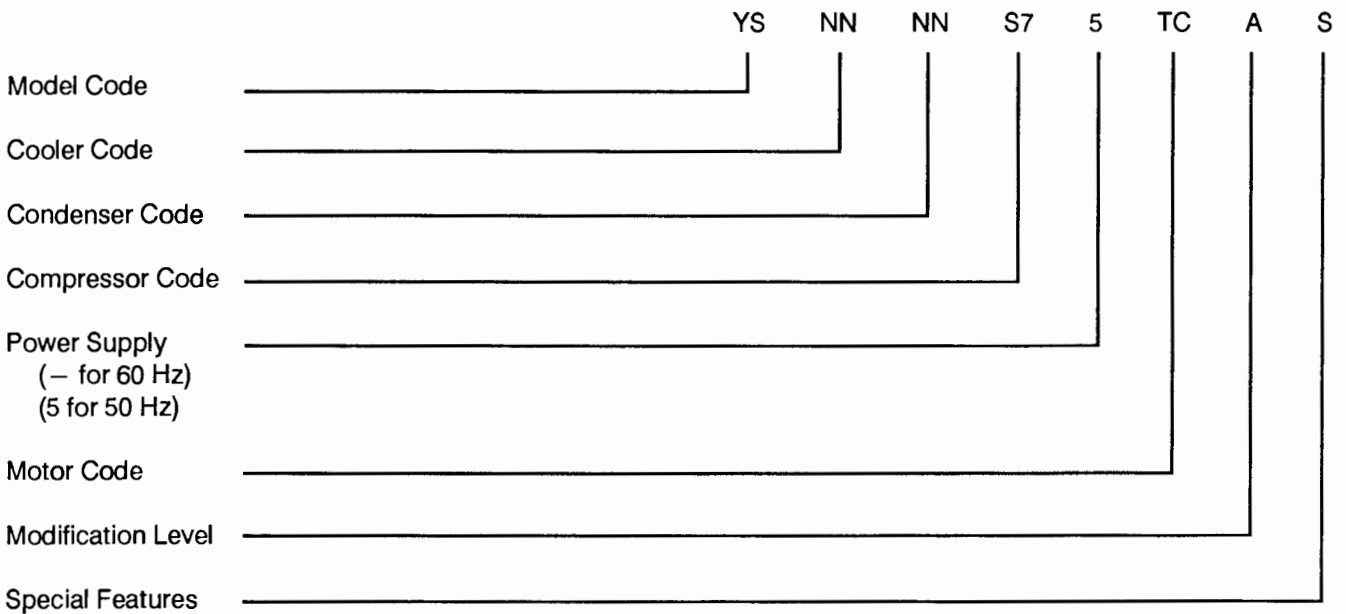 YS NN NN S7 5 TC A S
Model Code
Cooler Code
Condenser Code
Compressor Code
Power Supply
(— for 60 Hz)
(5 for 50 Hz)
Motor Code
Modification Level
Special Features